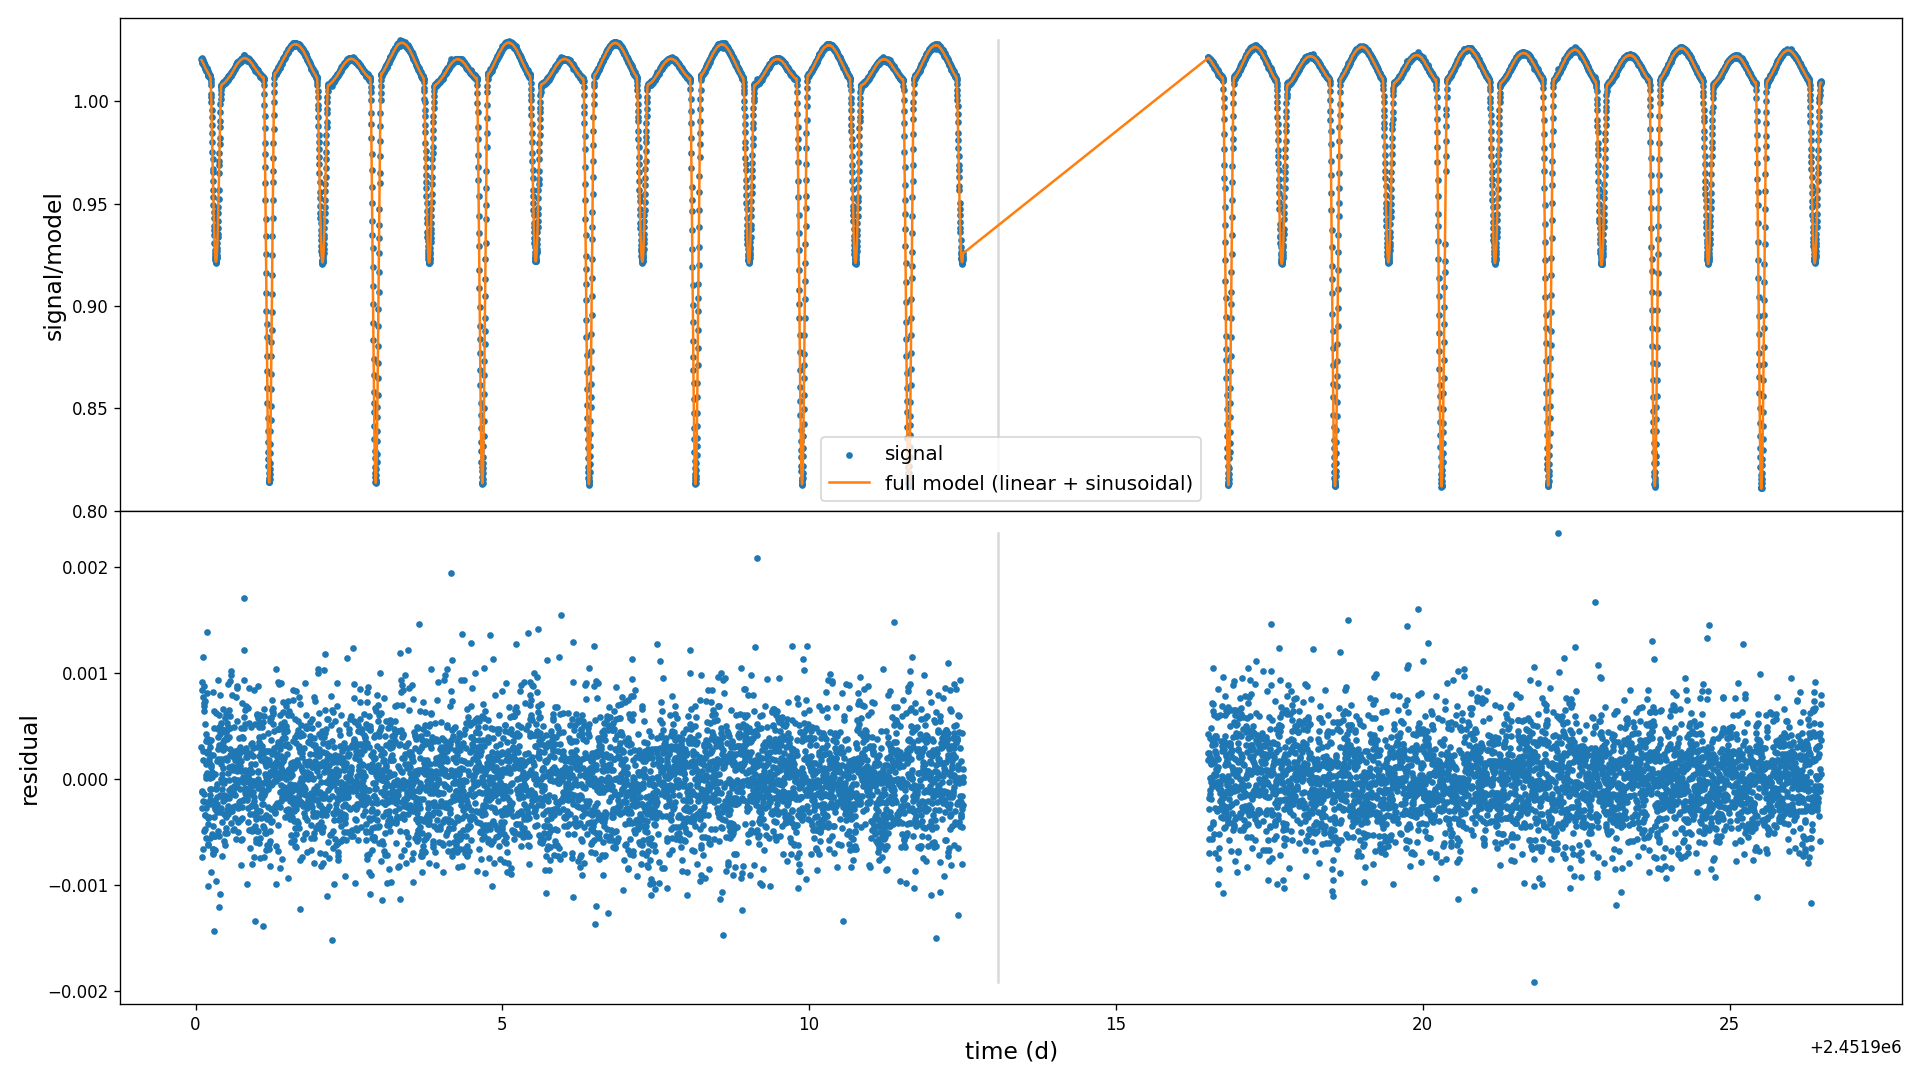 1.00
0.95
0.90
0.85
0.80
signal/model
signal
full model (linear + sinusoidal)
0.002
0.001
0.000
−0.001
−0.002
residual
0
5
10
15
20
25
time (d)
+2.4519e6